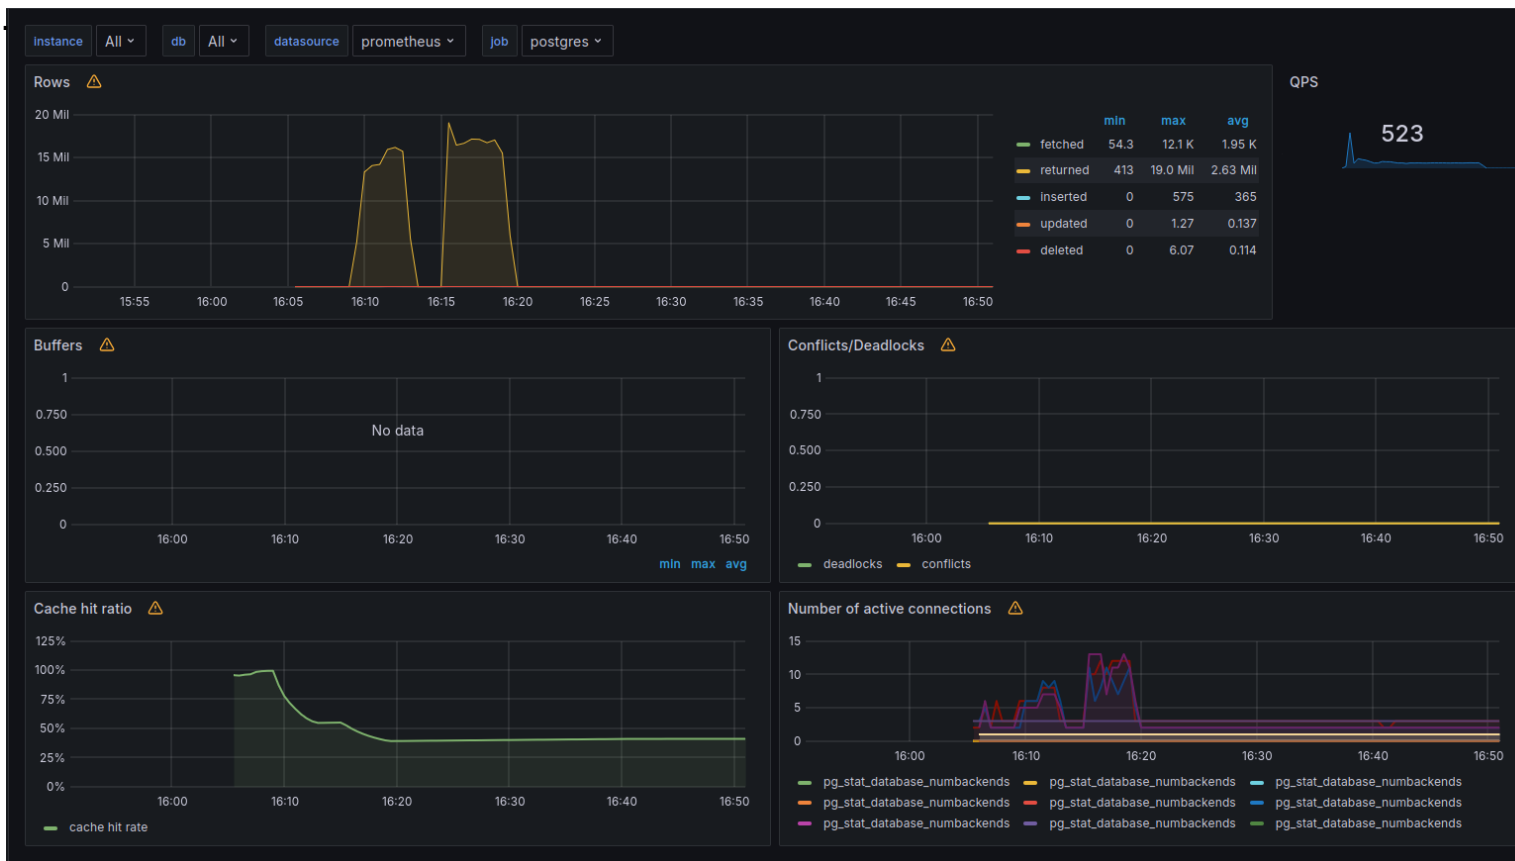 instance All db All datasource prometheus job postgres
Rows
QPS
20 Mil
15 Mil
10 Mil
5 Mil
0
15:55 16:00 16:05 16:10 16:15 16:20 16:25 16:30 16:35 16:40 16:45 16:50
min max avg
fetched 54.3 12.1 K 1.95 K
returned 413 19.0 Mil 2.63 Mil
inserted 0 575 365
updated 0 1.27 0.137
deleted 0 6.07 0.114
523
Buffers
1
0.750
0.500
0.250
0
No data
16:00 16:10 16:20 16:30 16:40 16:50
min max avg
Conflicts/Deadlocks
1
0.750
0.500
0.250
0
16:00 16:10 16:20 16:30 16:40 16:50
deadlocks conflicts
Cache hit ratio
125%
100%
75%
50%
25%
0%
16:00 16:10 16:20 16:30 16:40 16:50
cache hit rate
Number of active connections
15
10
5
0
16:00 16:10 16:20 16:30 16:40 16:50
pg_stat_database_numbackends pg_stat_database_numbackends pg_stat_database_numbackends
pg_stat_database_numbackends pg_stat_database_numbackends pg_stat_database_numbackends
pg_stat_database_numbackends pg_stat_database_numbackends pg_stat_database_numbackends